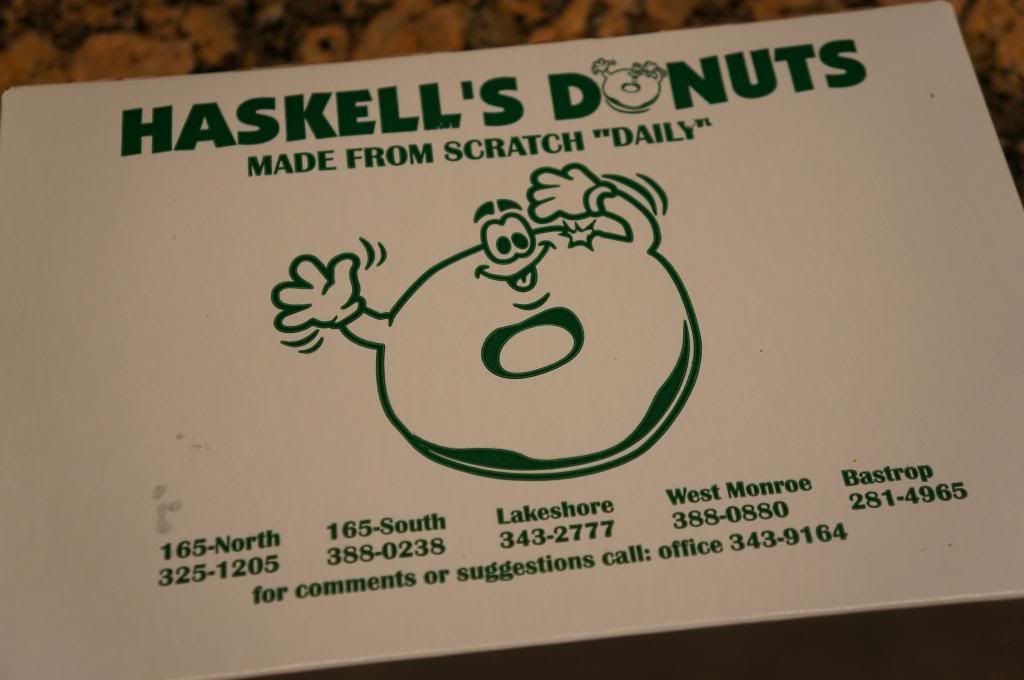 HASKELL'S DONUTS
MADE FROM SCRATCH "DAILY"
165-North 165-South Lakeshore West Monroe Bastrop
325-1205 388-0238 343-2777 388-0880 281-4965
for comments or suggestions call: office 343-9164